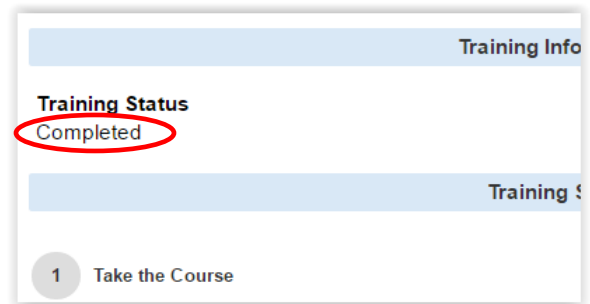 Training Info
Training Status
Completed
Training
1 Take the Course